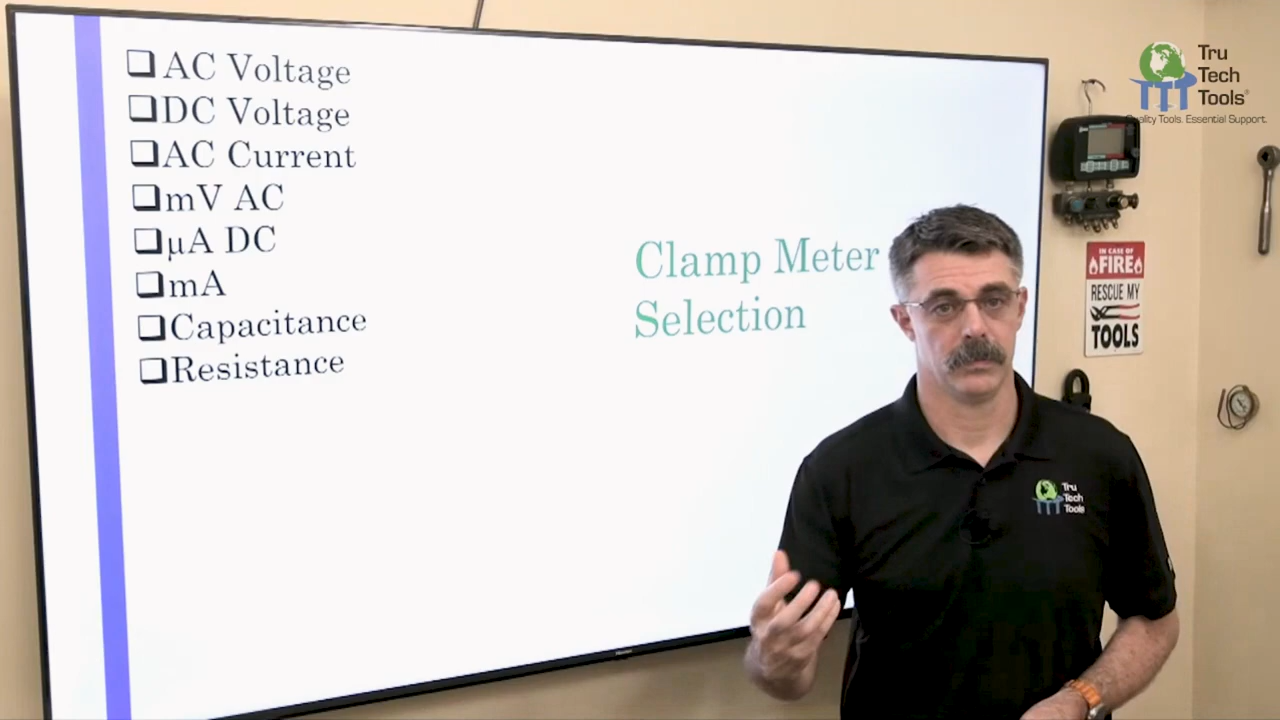 AC Voltage
DC Voltage
AC Current
mV AC
µA DC
mA
Capacitance
Resistance
Clamp Meter
Selection
Tru
Tech
Tools®
Quality Tools. Essential Support.
IN CASE OF
FIRE
RESCUE MY
TOOLS
Tru
Tech
Tools